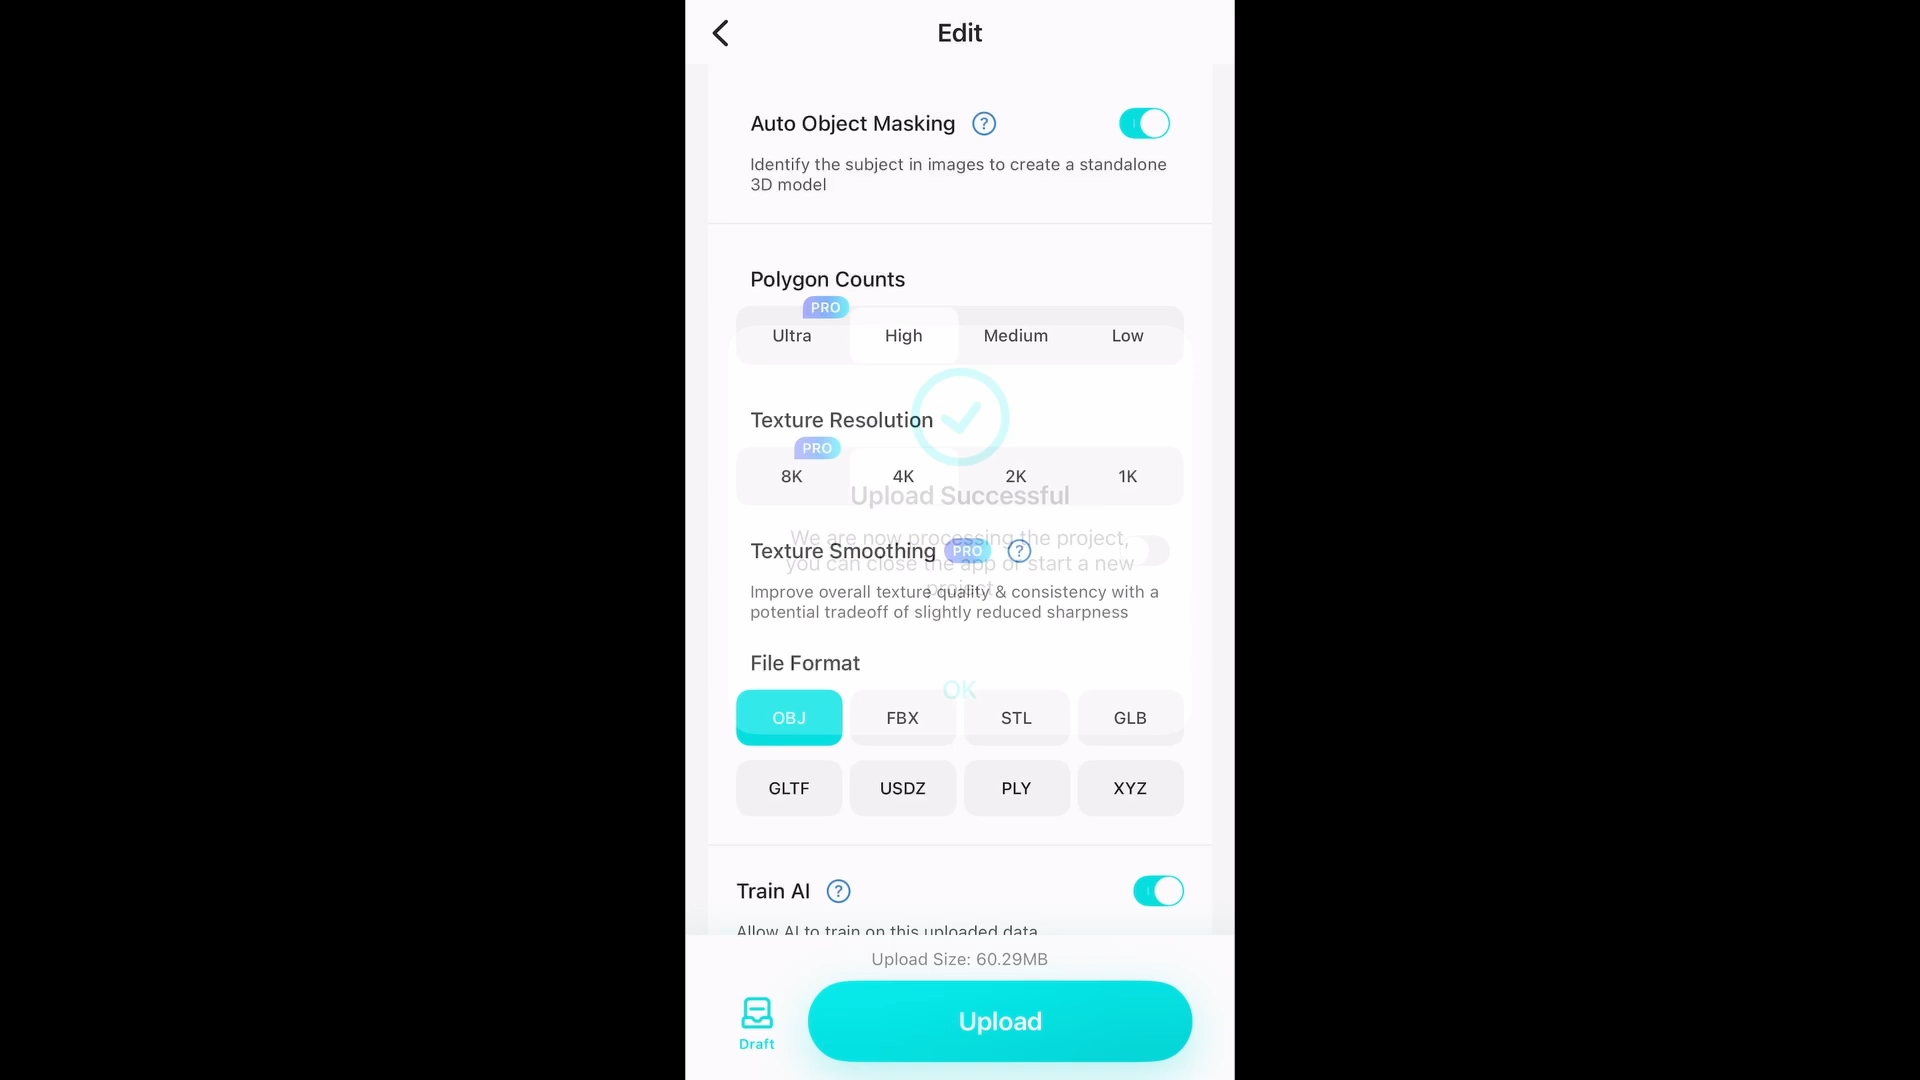 Edit
Auto Object Masking ?
Identify the subject in images to create a standalone
3D model
Polygon Counts
PRO
Ultra High Medium Low
Texture Resolution
PRO
8K 4K 2K 1K
Upload Successful
We are now processing the project,
you can close the app or start a new
project.
Texture Smoothing PRO ?
Improve overall texture quality & consistency with a
potential tradeoff of slightly reduced sharpness
File Format
OK
OBJ FBX STL GLB
GLTF USDZ PLY XYZ
Train AI ?
Allow AI to train on this uploaded data
Upload Size: 60.29MB
Draft
Upload